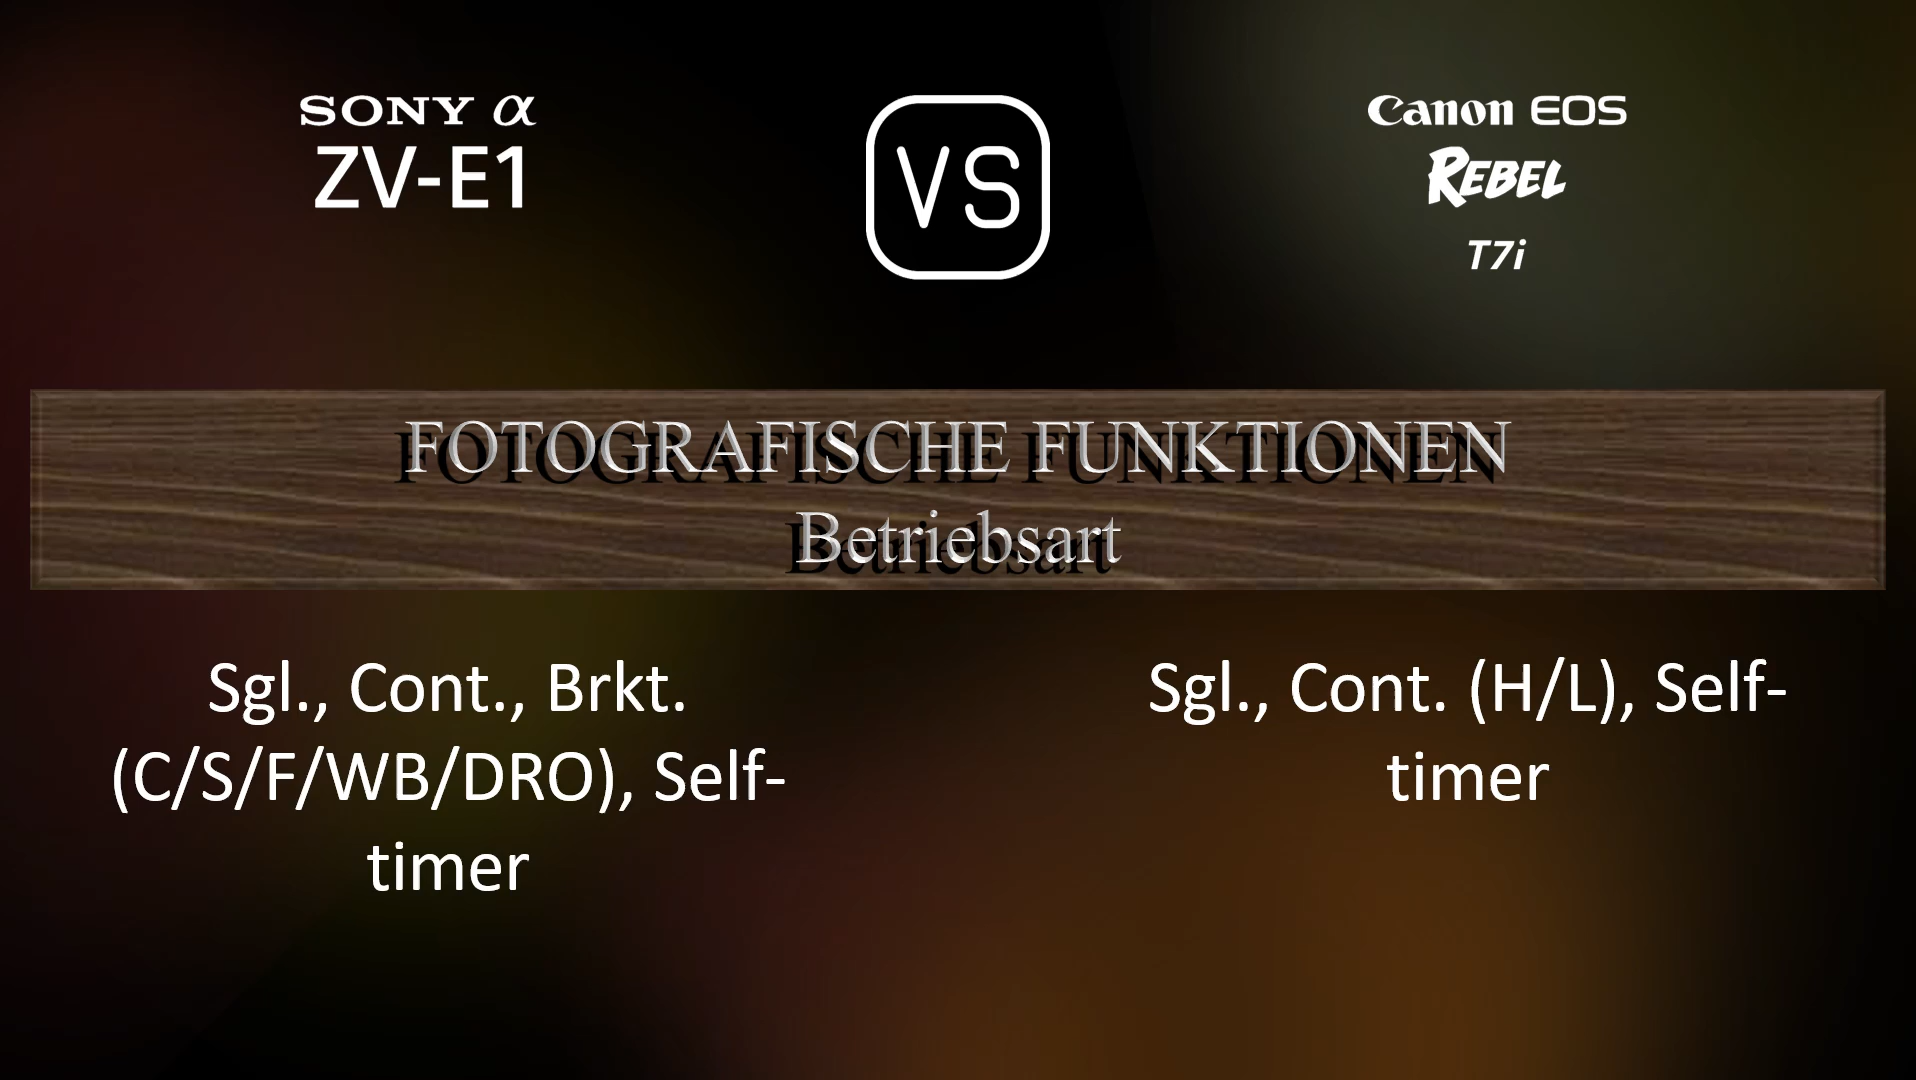 SONY α
ZV-E1
VS
Canon EOS
REBEL
T7i
FOTOGRAFISCHE FUNKTIONEN
Betriebsart
Sgl., Cont., Brkt.
(C/S/F/WB/DRO), Self-
timer
Sgl., Cont. (H/L), Self-
timer